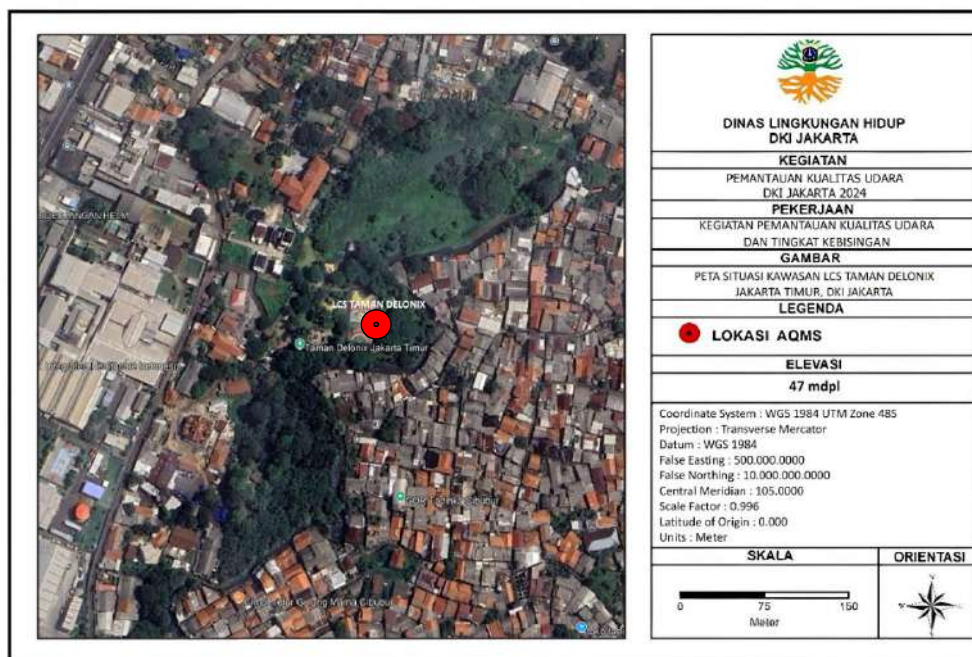 LCS TAMAN DELONIX
Taman Delonix Jakarta Timur
DINAS LINGKUNGAN HIDUP
DKI JAKARTA
KEGIATAN
PEMANTAUAN KUALITAS UDARA
DKI JAKARTA 2024
PEKERJAAN
KEGIATAN PEMANTAUAN KUALITAS UDARA
DAN TINGKAT KEBISINGAN
GAMBAR
PETA SITUASI KAWASAN LCS TAMAN DELONIX
JAKARTA TIMUR, DKI JAKARTA
LEGENDA
LOKASI AQMS
ELEVASI
47 mdpl
Coordinate System : WGS 1984 UTM Zone 485
Projection : Transverse Mercator
Datum : WGS 1984
False Easting : 500.000.0000
False Northing : 10.000.000.0000
Central Meridian : 105.0000
Scale Factor : 0.996
Latitude of Origin : 0.000
Units : Meter
SKALA
ORIENTASI
0 75 150
Meter